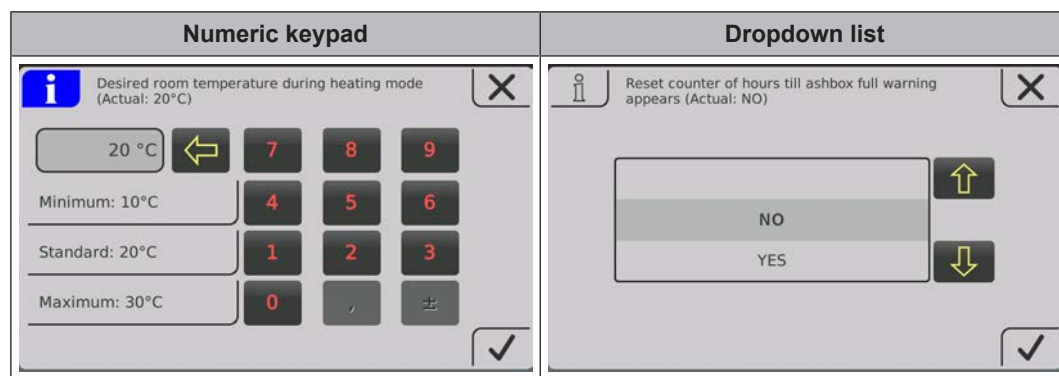 Numeric keypad
Dropdown list
i Desired room temperature during heating mode
(Actual: 20°C)
20 °C 7 8 9
Minimum: 10°C 4 5 6
Standard: 20°C 1 2 3
Maximum: 30°C 0 , ±
i Reset counter of hours till ashbox full warning
appears (Actual: NO)
NO
YES